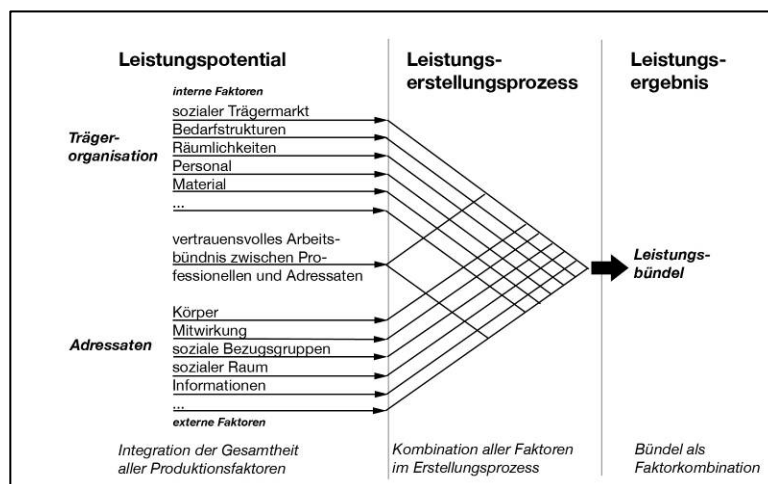 Leistungspotential
Leistungs-
erstellungsprozess
Leistungs-
ergebnis
interne Faktoren
Träger-
organisation
sozialer Trägermarkt
Bedarfstrukturen
Räumlichkeiten
Personal
Material
...
vertrauensvolles Arbeits-
bündnis zwischen Pro-
fessionellen und Adressaten
Leistungs-
bündel
Adressaten
Körper
Mitwirkung
soziale Bezugsgruppen
sozialer Raum
Informationen
...
externe Faktoren
Integration der Gesamtheit
aller Produktionsfaktoren
Kombination aller Faktoren
im Erstellungsprozess
Bündel als
Faktorkombination